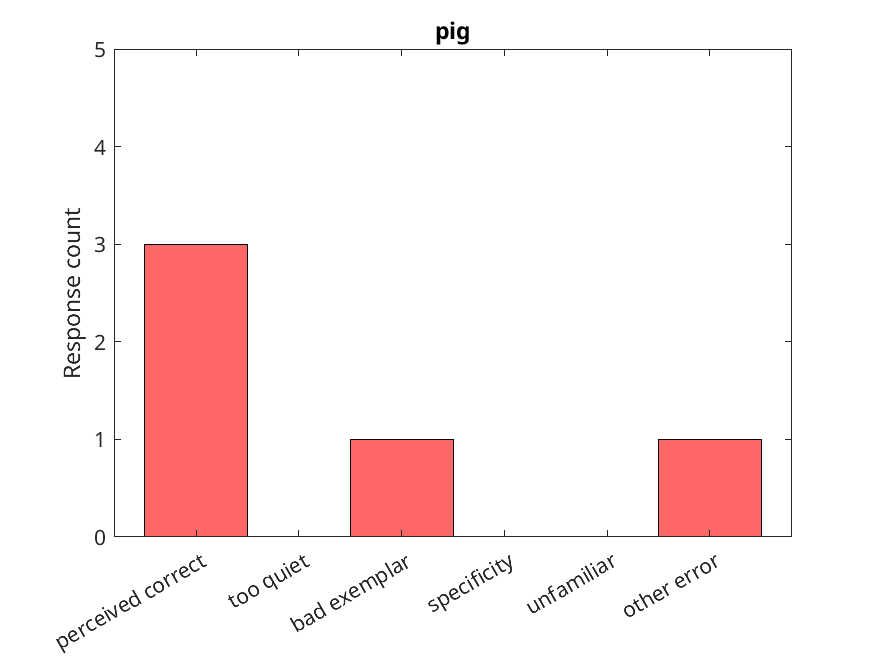 pig
Response count
5
4
3
2
1
0
perceived correct
too quiet
bad exemplar
specificity
unfamiliar
other error